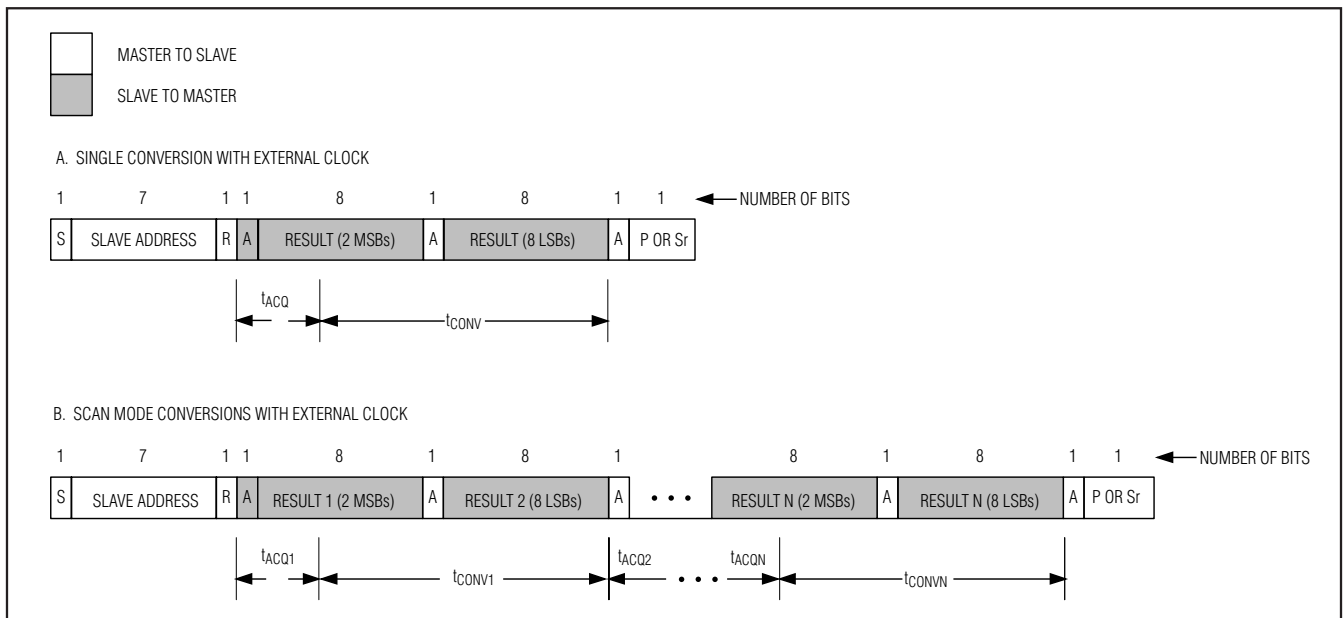 MASTER TO SLAVE
SLAVE TO MASTER
A. SINGLE CONVERSION WITH EXTERNAL CLOCK
1 7 1 1 8 1 8 1 1 NUMBER OF BITS
S SLAVE ADDRESS R A RESULT (2 MSBs) A RESULT (8 LSBs) A P OR Sr
tACQ
tCONV
B. SCAN MODE CONVERSIONS WITH EXTERNAL CLOCK
1 7 1 1 8 1 8 1 8 1 8 1 1 NUMBER OF BITS
S SLAVE ADDRESS R A RESULT 1 (2 MSBs) A RESULT 2 (8 LSBs) A • • • RESULT N (2 MSBs) A RESULT N (8 LSBs) A P OR Sr
tACQ1 tACQ2 tACQN
tCONV1 • • • tCONVN